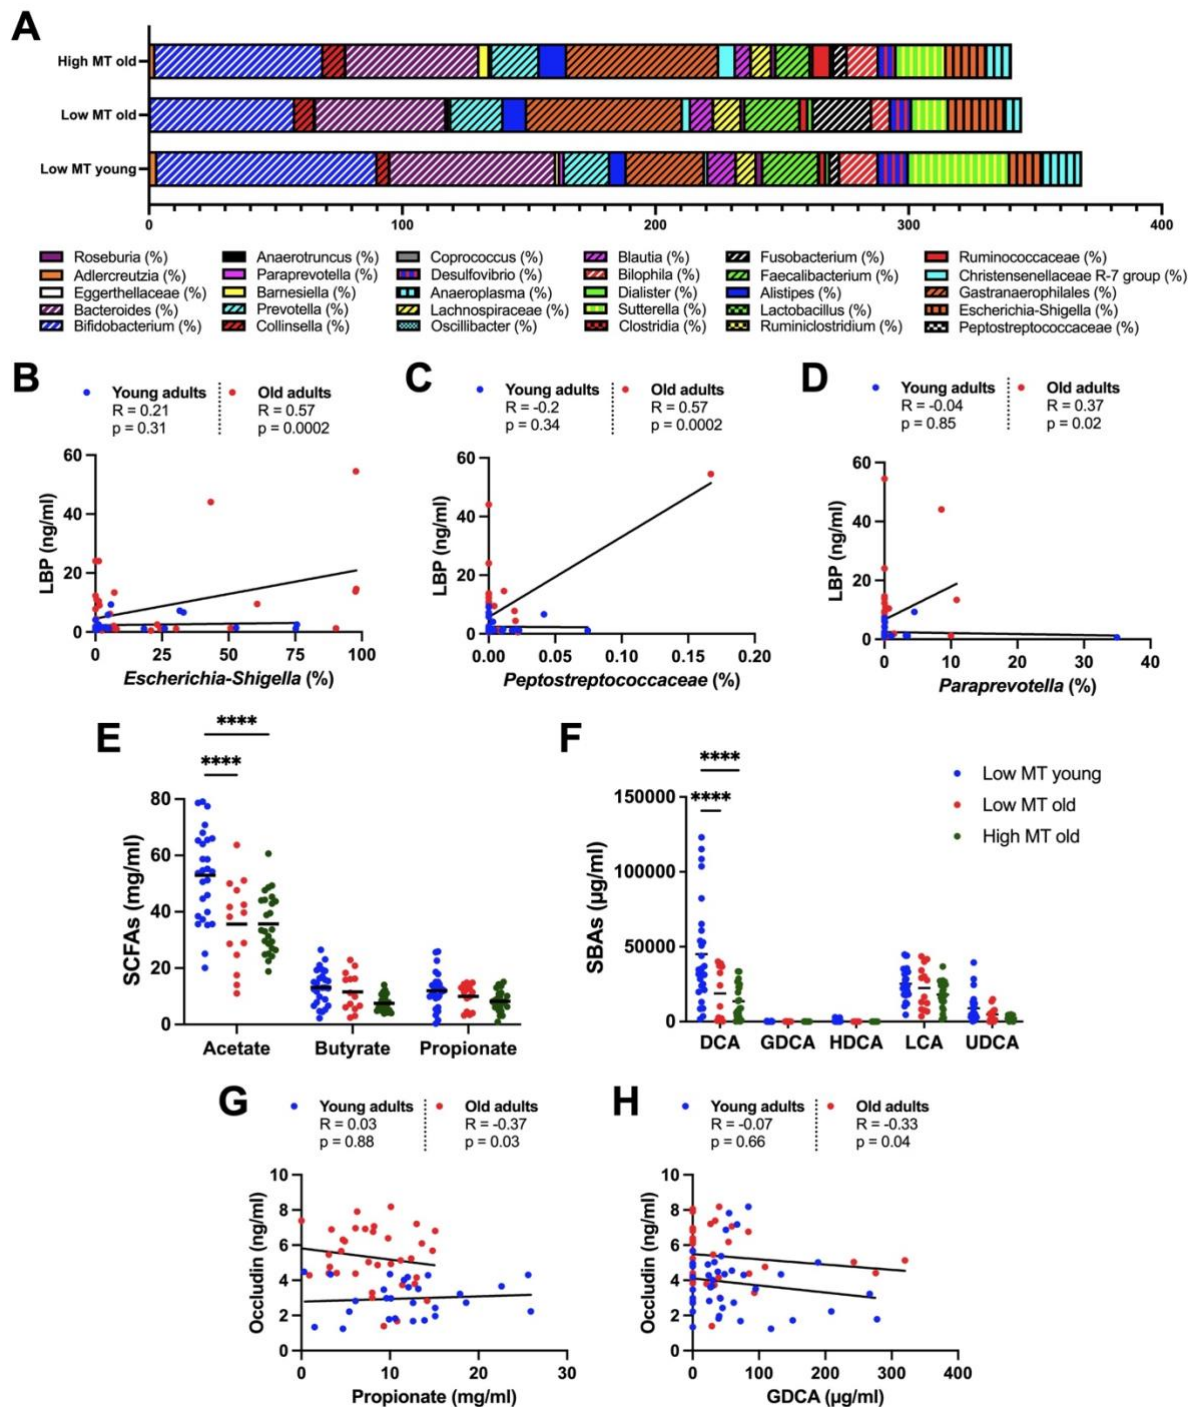 A
High MT old
Low MT old
Low MT young
0 100 200 300 400
Roseburia (%) Anaerotruncus (%) Coprococcus (%) Blautia (%) Fusobacterium (%) Ruminococcaceae (%)
Adlercreutzia (%) Paraprevotella (%) Desulfovibrio (%) Bilophila (%) Faecalibacterium (%) Christensenellaceae R-7 group (%)
Eggerthellaceae (%) Barnesiella (%) Anaeroplasma (%) Dialister (%) Alistipes (%) Gastranaerophilales (%)
Bacteroides (%) Prevotella (%) Lachnospiraceae (%) Sutterella (%) Lactobacillus (%) Escherichia-Shigella (%)
Bifidobacterium (%) Collinsella (%) Oscillibacter (%) Clostridia (%) Ruminiclostridium (%) Peptostreptococcaceae (%)
B
Young adults Old adults
R = 0.21 R = 0.57
p = 0.31 p = 0.0002
LBP (ng/ml)
60
40
20
0
0 25 50 75 100
Escherichia-Shigella (%)
C
Young adults Old adults
R = -0.2 R = 0.57
p = 0.34 p = 0.0002
LBP (ng/ml)
60
40
20
0
0.00 0.05 0.10 0.15 0.20
Peptostreptococcaceae (%)
D
Young adults Old adults
R = -0.04 R = 0.37
p = 0.85 p = 0.02
LBP (ng/ml)
60
40
20
0
0 10 20 30 40
Paraprevotella (%)
E
****
****
SCFAs (mg/ml)
80
60
40
20
0
Acetate Butyrate Propionate
F
****
****
SBAs (µg/ml)
150000
100000
50000
0
DCA GDCA HDCA LCA UDCA
Low MT young
Low MT old
High MT old
G
Young adults Old adults
R = 0.03 R = -0.37
p = 0.88 p = 0.03
Occludin (ng/ml)
10
8
6
4
2
0
0 10 20 30
Propionate (mg/ml)
H
Young adults Old adults
R = -0.07 R = -0.33
p = 0.66 p = 0.04
Occludin (ng/ml)
10
8
6
4
2
0
0 100 200 300 400
GDCA (µg/ml)